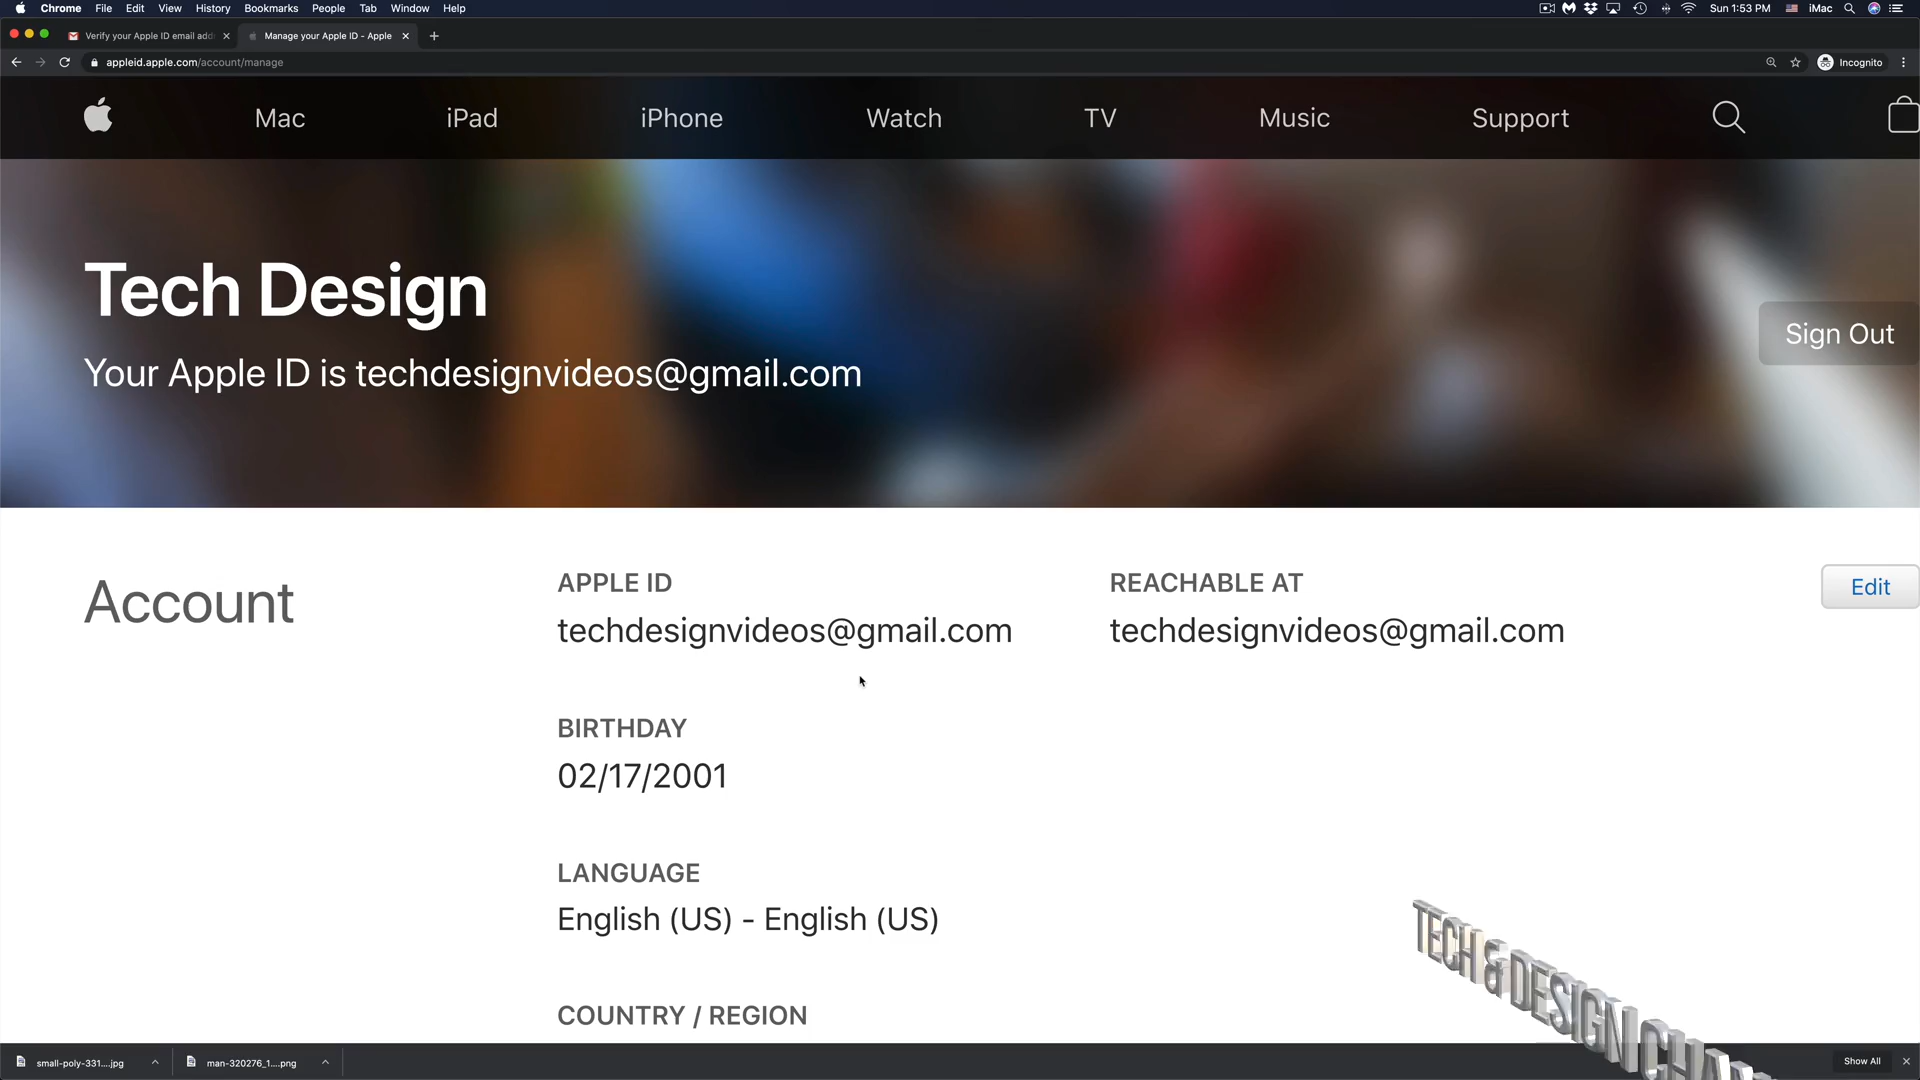 Chrome File Edit View History Bookmarks People Tab Window Help Sun 1:53 PM iMac
Verify your Apple ID email add Manage your Apple ID - Apple
appleid.apple.com/account/manage Incognito
Mac iPad iPhone Watch TV Music Support
Tech Design
Sign Out
Your Apple ID is techdesignvideos@gmail.com
Account
APPLE ID REACHABLE AT
Edit
techdesignvideos@gmail.com techdesignvideos@gmail.com
BIRTHDAY
02/17/2001
LANGUAGE
English (US) - English (US)
COUNTRY / REGION
TECH & DESIGN CHA
small-poly-331....jpg man-320276_1....png Show All